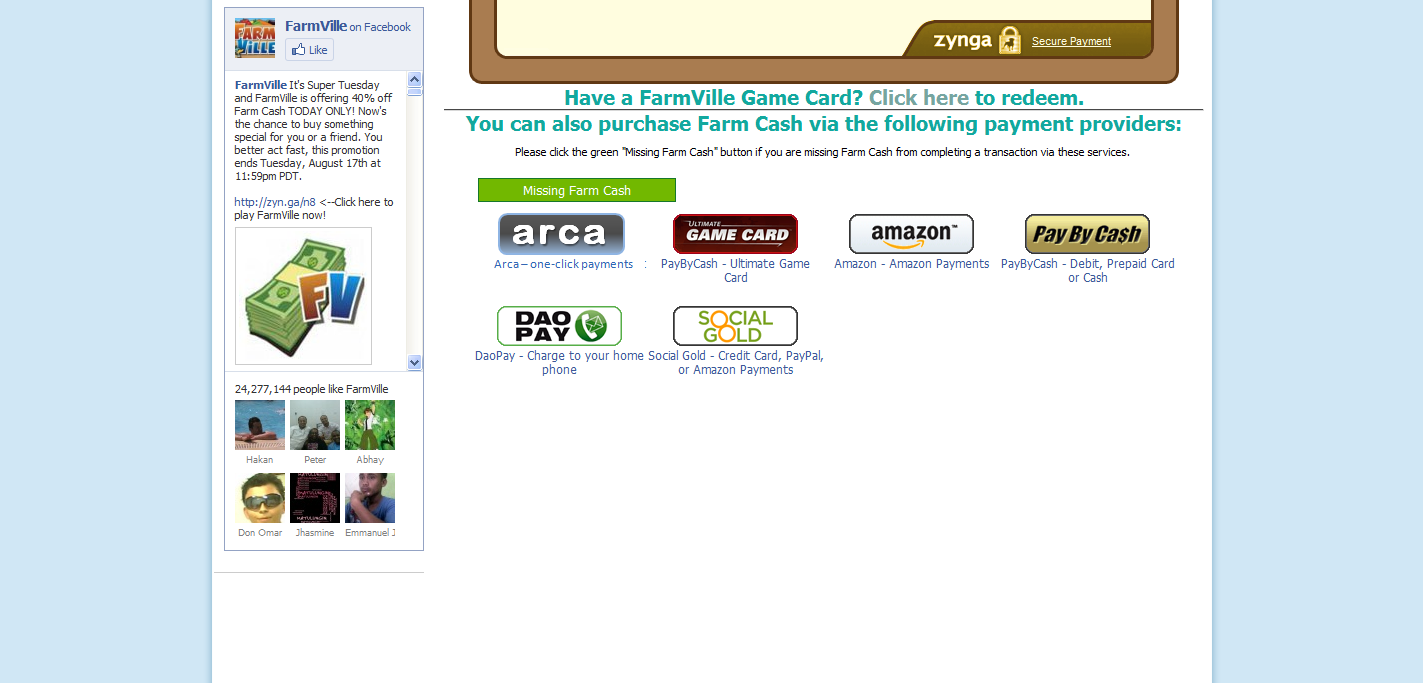 FARM
VILLE
FarmVille on Facebook
Like
FarmVille It's Super Tuesday
and FarmVille is offering 40% off
Farm Cash TODAY ONLY! Now's
the chance to buy something
special for you or a friend. You
better act fast, this promotion
ends Tuesday, August 17th at
11:59pm PDT.
http://zyn.ga/n8 <--Click here to
play FarmVille now!
FV
24,277,144 people like FarmVille
Hakan Peter Abhay
Don Omar Jhasmine Emmanuel J
zynga Secure Payment
Have a FarmVille Game Card? Click here to redeem.
You can also purchase Farm Cash via the following payment providers:
Please click the green "Missing Farm Cash" button if you are missing Farm Cash from completing a transaction via these services.
Missing Farm Cash
arca
Arca – one-click payments :
ULTIMATE
GAME CARD
PayByCash - Ultimate Game
Card
amazon™
Amazon - Amazon Payments
Pay By Ca$h
PayByCash - Debit, Prepaid Card
or Cash
DAO
PAY
DaoPay - Charge to your home
phone
SOCIAL
GOLD
Social Gold - Credit Card, PayPal,
or Amazon Payments